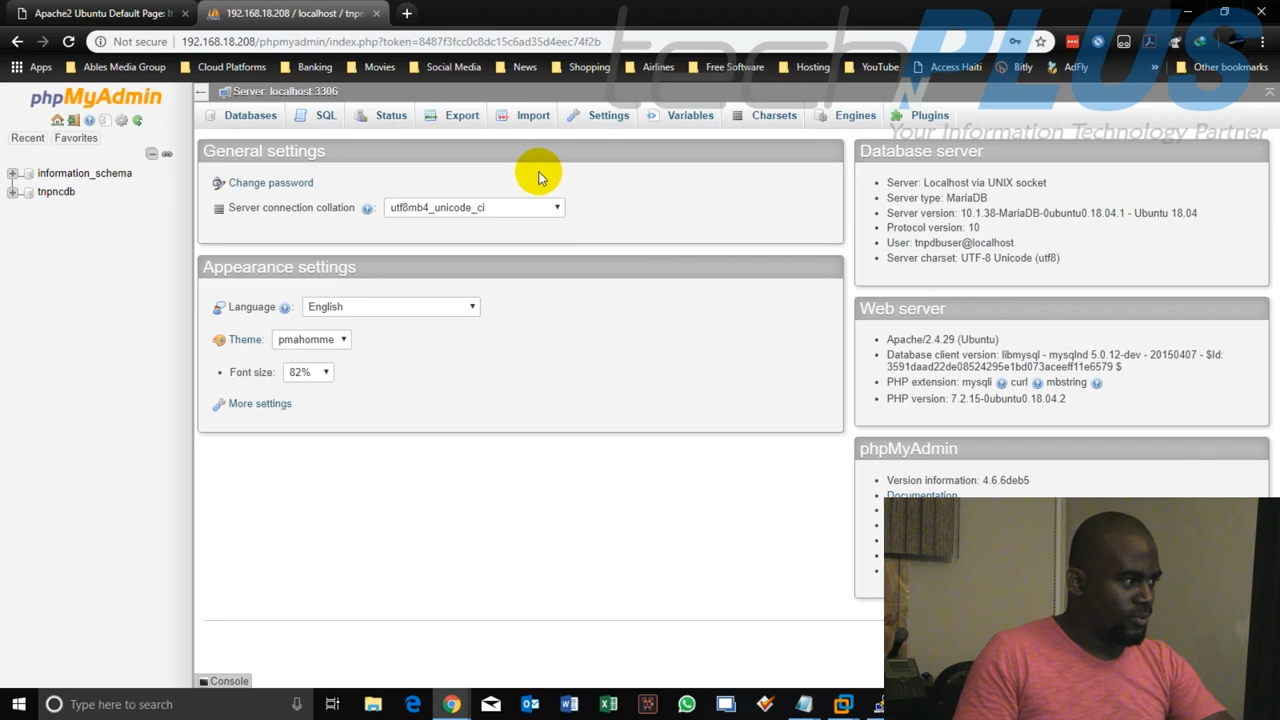 Apache2 Ubuntu Default Page: It
192.168.18.208 / localhost / tnpn
Not secure
192.168.18.208/phpmyadmin/index.php?token=8487f3fcc0c8dc15c6ad35d4eec74f2b
Apps
Ables Media Group
Cloud Platforms
Banking
Movies
Social Media
News
Shopping
Airlines
Free Software
Hosting
YouTube
Access Haiti
Bitly
AdFly
»
Other bookmarks
tech
N PLUS
Your Information Technology Partner
phpMyAdmin
Recent
Favorites
information_schema
tnpncdb
Server: localhost:3306
Databases
SQL
Status
Export
Import
Settings
Variables
Charsets
Engines
Plugins
General settings
Change password
Server connection collation
:
utf8mb4_unicode_ci
Appearance settings
Language
:
English
Theme:
pmahomme
Font size:
82%
More settings
Database server
Server: Localhost via UNIX socket
Server type: MariaDB
Server version: 10.1.38-MariaDB-0ubuntu0.18.04.1 - Ubuntu 18.04
Protocol version: 10
User: tnpdbuser@localhost
Server charset: UTF-8 Unicode (utf8)
Web server
Apache/2.4.29 (Ubuntu)
Database client version: libmysql - mysqlnd 5.0.12-dev - 20150407 - $Id:
3591daad22de08524295e1bd073aceeff11e6579 $
PHP extension: mysqli curl mbstring
PHP version: 7.2.15-0ubuntu0.18.04.2
phpMyAdmin
Version information: 4.6.6deb5
Documentation
Console
Type here to search